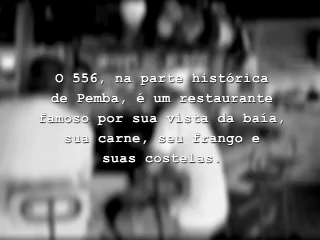 O 556, na parte histórica
de Pemba, é um restaurante
famoso por sua vista da baía,
sua carne, seu frango e
suas costelas.